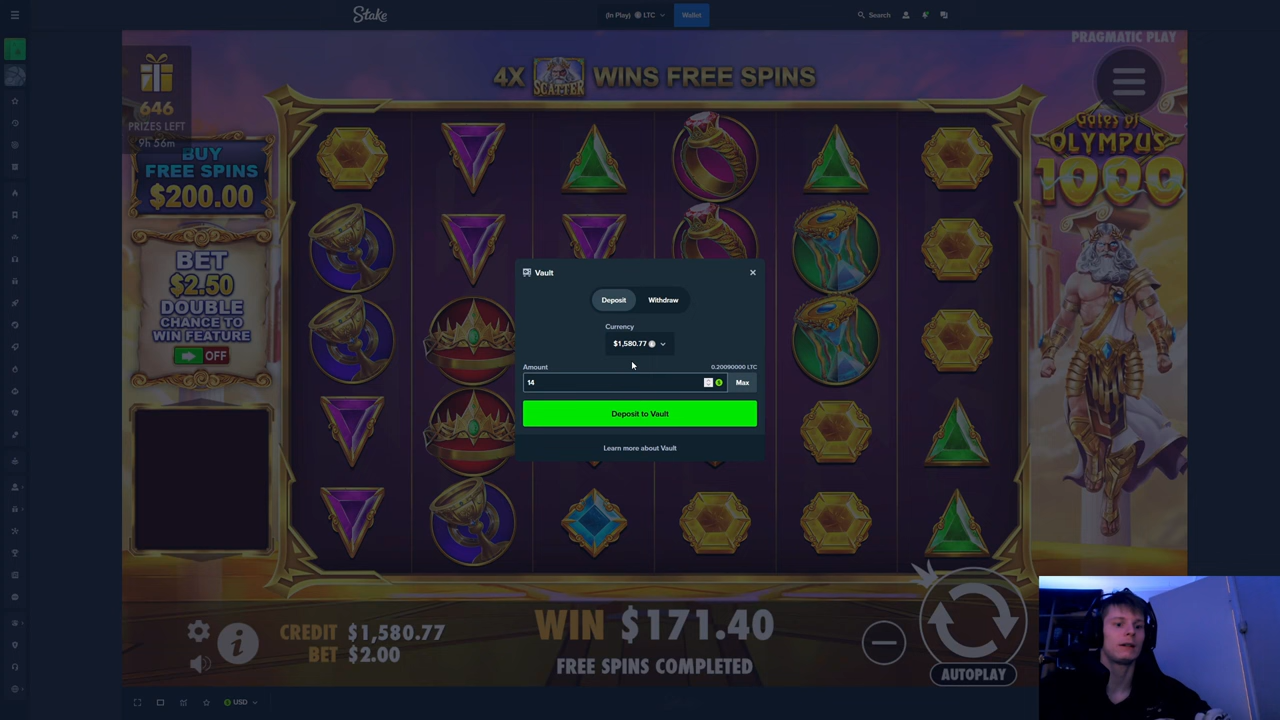 Stake
(In Play) LTC
Wallet
Search
PRAGMATIC PLAY
646
PRIZES LEFT
9h 56m
4X SCATTER WINS FREE SPINS
BUY
FREE SPINS
$200.00
BET
$2.50
DOUBLE
CHANCE TO
WIN FEATURE
OFF
Gates of
OLYMPUS
1000
Vault
Deposit
Withdraw
Currency
$1,580.77
Amount
0.20090000 LTC
14
Max
Deposit to Vault
Learn more about Vault
CREDIT $1,580.77
BET $2.00
WIN $171.40
FREE SPINS COMPLETED
AUTOPLAY
USD